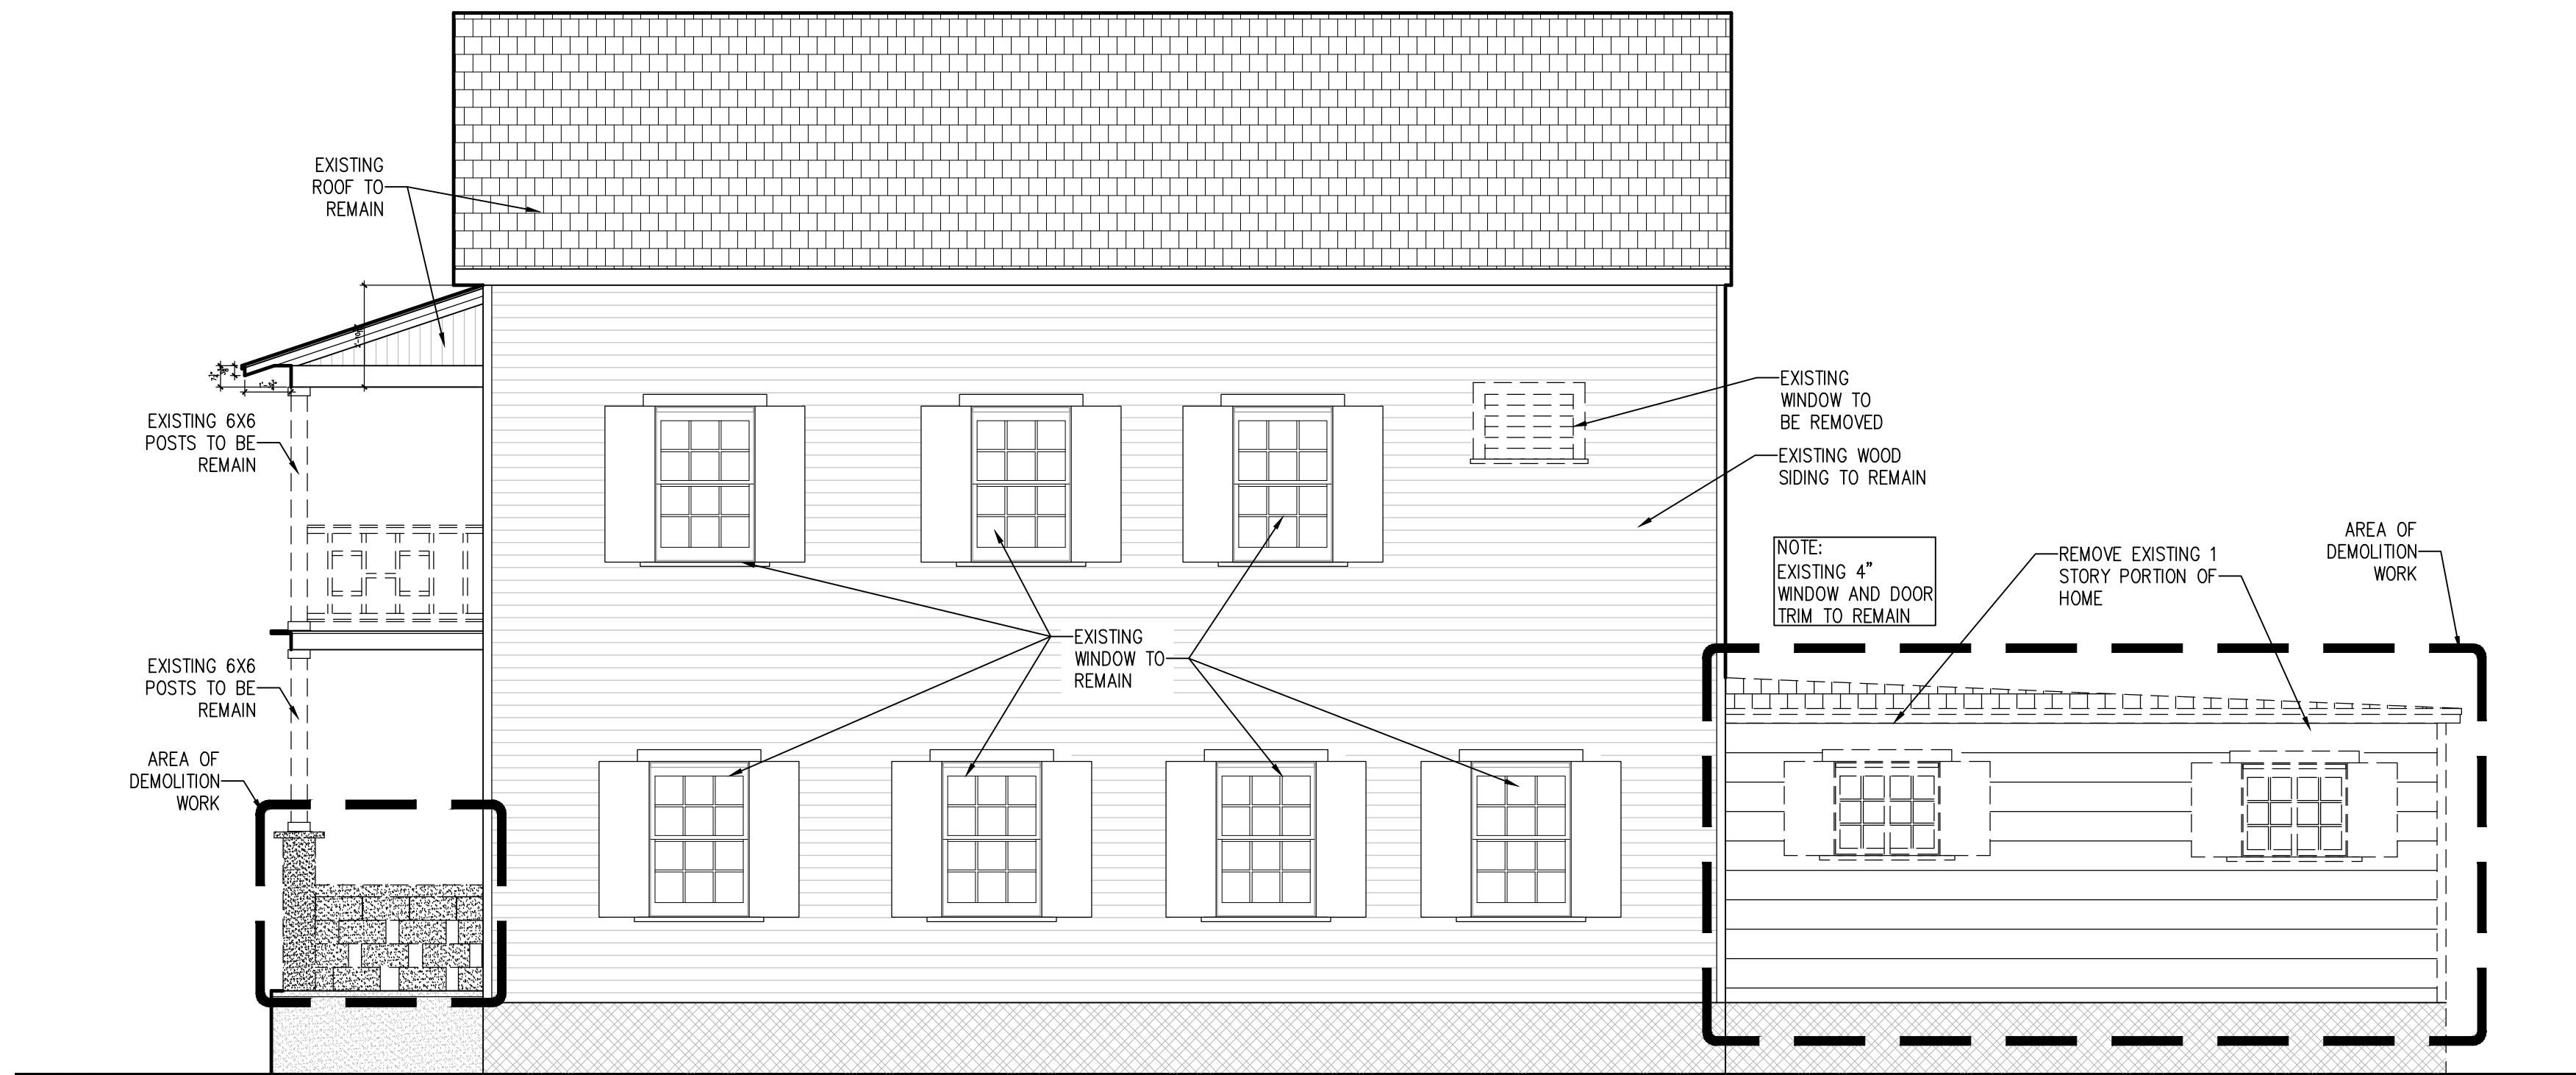 EXISTING
ROOF TO
REMAIN
EXISTING 6X6
POSTS TO BE
REMAIN
EXISTING
WINDOW TO
BE REMOVED
EXISTING WOOD
SIDING TO REMAIN
NOTE:
EXISTING 4"
WINDOW AND DOOR
TRIM TO REMAIN
REMOVE EXISTING 1
STORY PORTION OF
HOME
AREA OF
DEMOLITION
WORK
EXISTING
WINDOW TO
REMAIN
EXISTING 6X6
POSTS TO BE
REMAIN
AREA OF
DEMOLITION
WORK